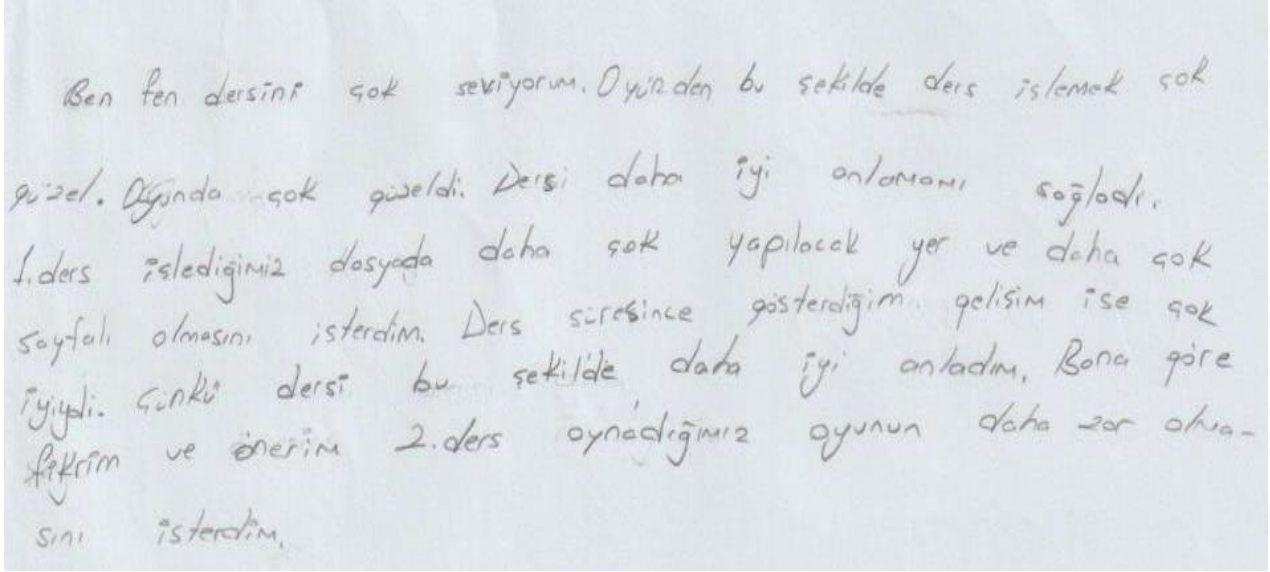 Ben fen dersini çok seviyorum. O yüzden bu şekilde ders işlemek çok
güzel. Oyunda çok güzeldi. Dersi daha iyi anlamamı sağladı.
1. ders işlediğimiz dosyada daha çok yapılacak yer ve daha çok
sayfalı olmasını isterdim. Ders süresince gösterdiğim gelişim ise çok
iyiydi. Çünkü dersi bu şekilde daha iyi anladım. Bana göre
fikrim ve önerim 2. ders oynadığımız oyunun daha zor olma-
sını isterdim.